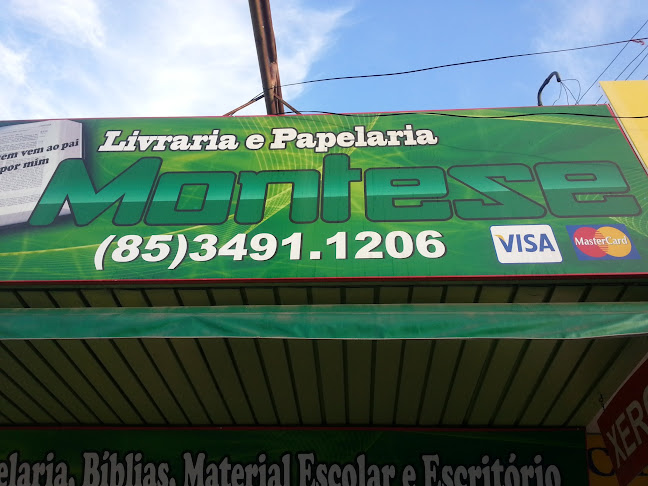 em vem ao pai
por mim
Livraria e Papelaria
Montese
(85)3491.1206
VISA
MasterCard
elaria, Bíblias, Material Escolar e Escritório
XER